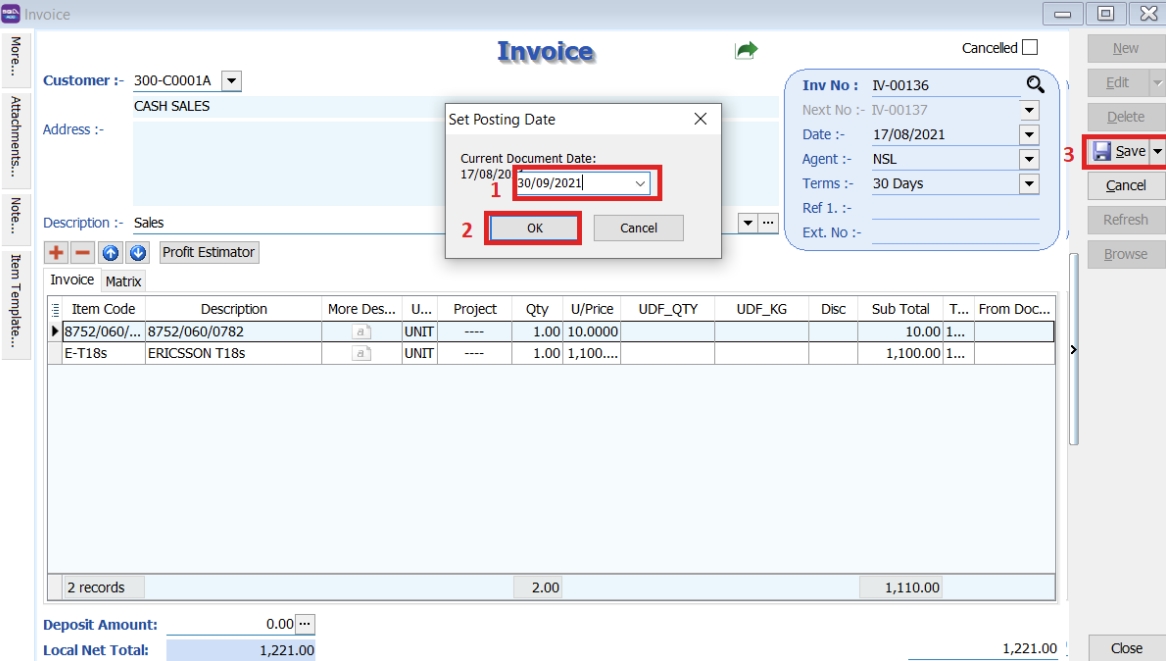 Invoice
More...
Attachments...
Note...
Item Template...
Invoice
Cancelled
Customer :- 300-C0001A
CASH SALES
Address :-
Description :- Sales
Inv No : IV-00136
Next No :- IV-00137
Date :- 17/08/2021
Agent :- NSL
Terms :- 30 Days
Ref 1. :-
Ext. No :-
Set Posting Date
Current Document Date:
17/08/20
1 30/09/2021
2 OK Cancel
New
Edit
Delete
3 Save
Cancel
Refresh
Browse
Profit Estimator
Invoice Matrix
Item Code Description More Des... U... Project Qty U/Price UDF_QTY UDF_KG Disc Sub Total T... From Doc...
8752/060/... 8752/060/0782 UNIT ---- 1.00 10.0000 10.00 1...
E-T18s ERICSSON T18s UNIT ---- 1.00 1,100.... 1,100.00 1...
2 records 2.00 1,110.00
Deposit Amount: 0.00 ...
Local Net Total: 1,221.00 1,221.00
Close